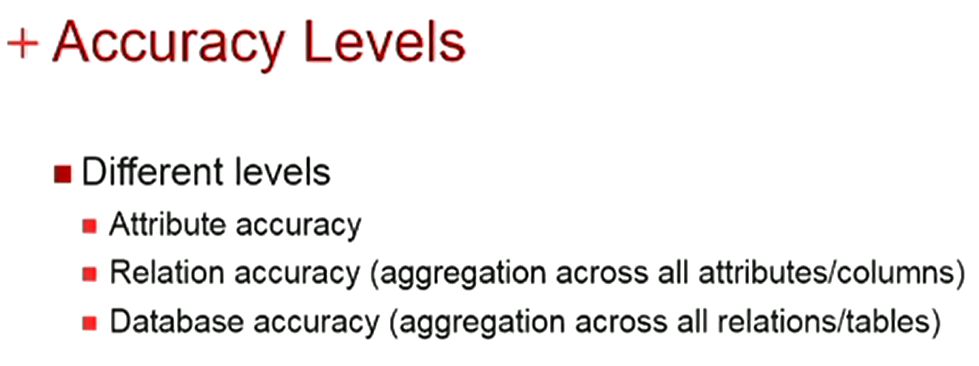 + Accuracy Levels
Different levels
Attribute accuracy
Relation accuracy (aggregation across all attributes/columns)
Database accuracy (aggregation across all relations/tables)